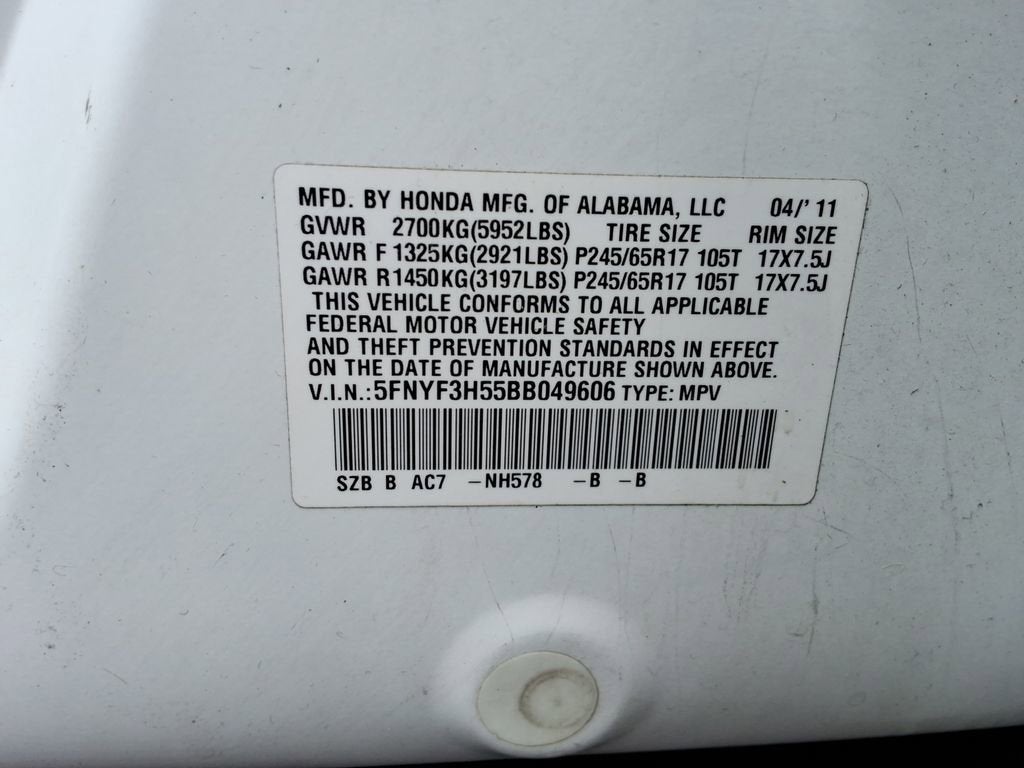 MFD. BY HONDA MFG. OF ALABAMA, LLC 04/'11
GVWR 2700KG(5952LBS) TIRE SIZE RIM SIZE
GAWR F 1325KG(2921LBS) P245/65R17 105T 17X7.5J
GAWR R1450KG(3197LBS) P245/65R17 105T 17X7.5J
THIS VEHICLE CONFORMS TO ALL APPLICABLE
FEDERAL MOTOR VEHICLE SAFETY
AND THEFT PREVENTION STANDARDS IN EFFECT
ON THE DATE OF MANUFACTURE SHOWN ABOVE.
V.I.N.:5FNYF3H55BB049606 TYPE: MPV
SZB B AC7 -NH578 -B -B